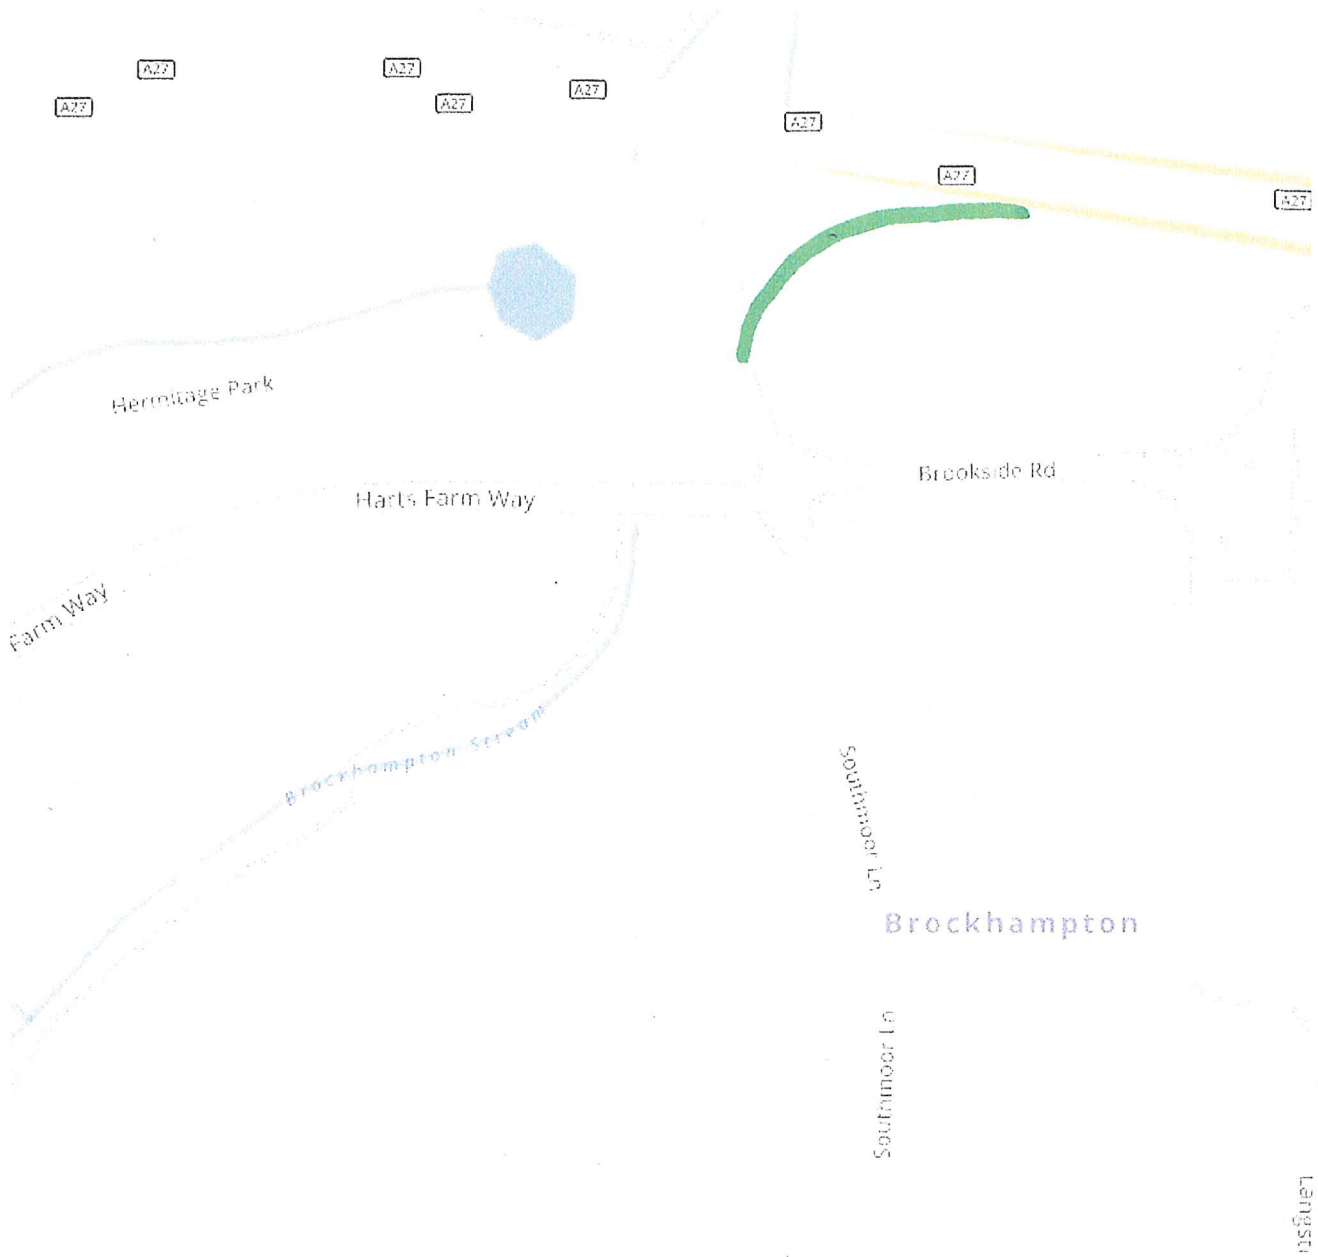 A27
A27
A27
A27
A27
A27
A27
A27
Hermitage Park
Brookside Rd
Harts Farm Way
Farm Way
Brockhampton Stream
Southmoor Ln
Brockhampton
Southmoor Ln
Langst